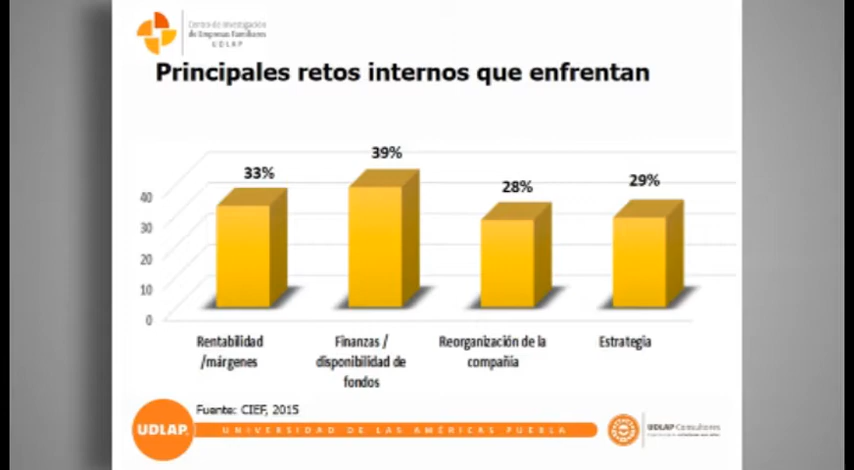 Centro de Investigación
de Empresas Familiares
UDLAP
Principales retos internos que enfrentan
39%
33%
28%
29%
40
30
20
10
0
Rentabilidad
/márgenes
Finanzas /
disponibilidad de
fondos
Reorganización de la
compañía
Estrategia
Fuente: CIEF, 2015
UDLAP
UNIVERSIDAD DE LAS AMÉRICAS PUEBLA
UDLAP Consultores